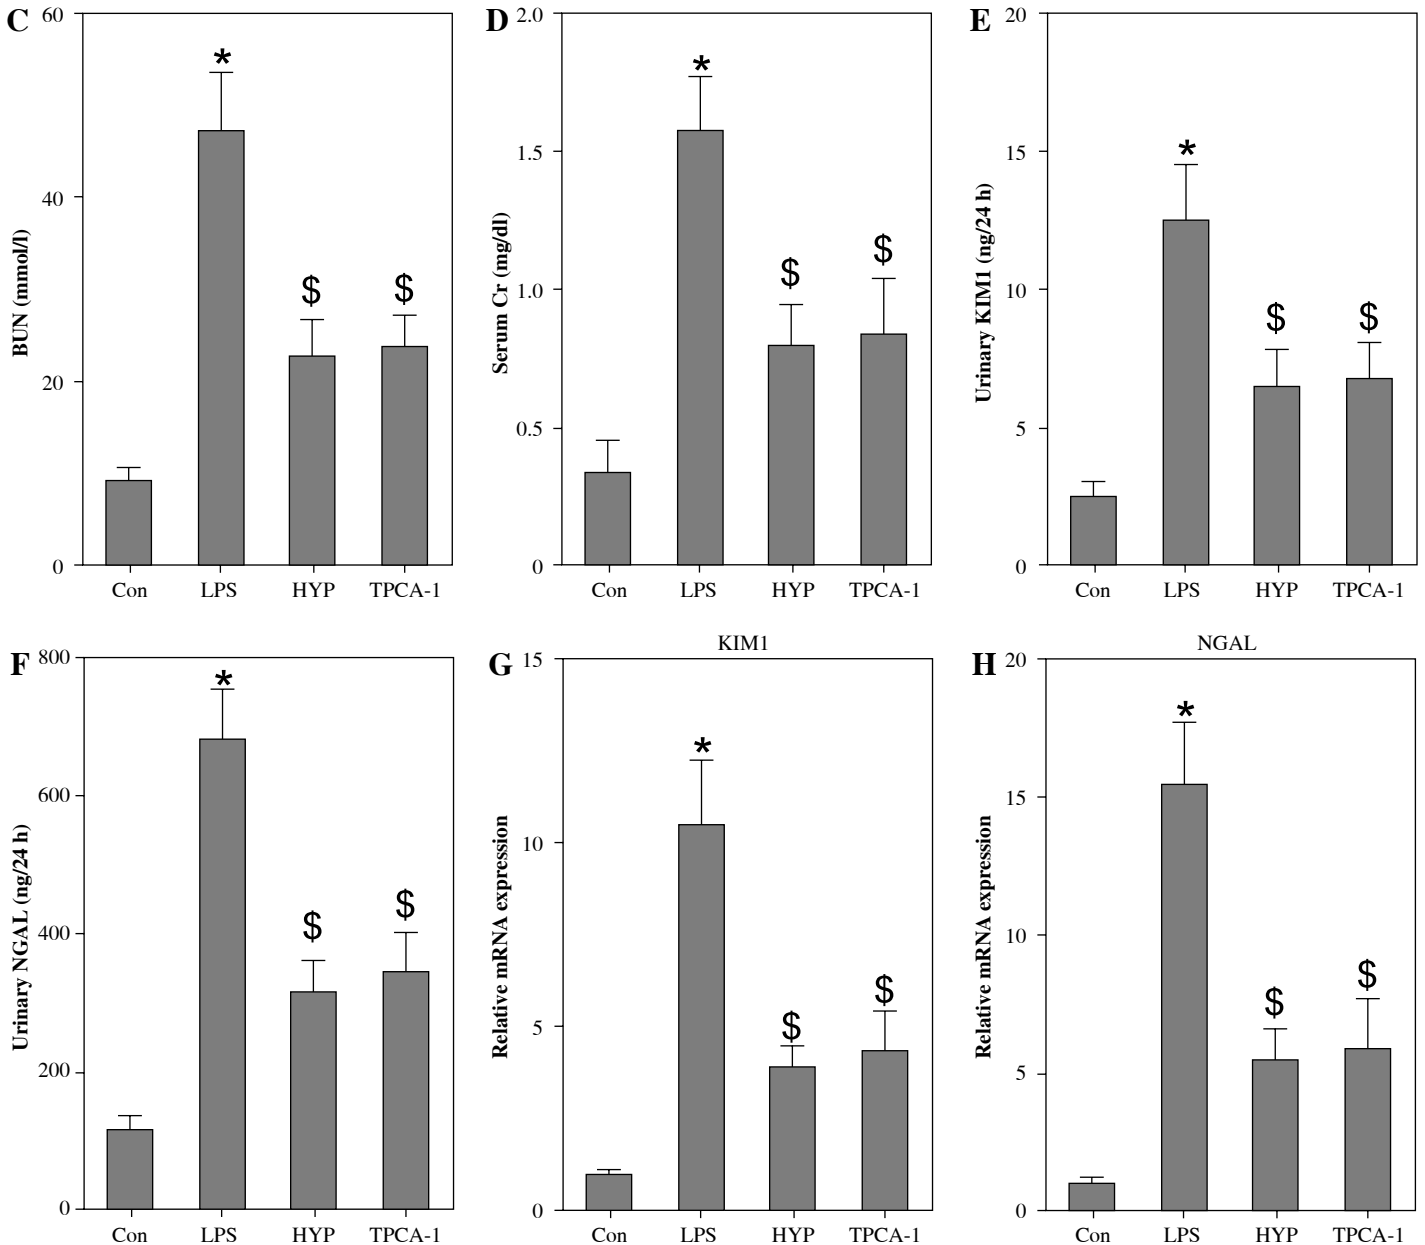 C
BUN (mmol/l)
60
40
20
0
*
$
$
Con LPS HYP TPCA-1
D
Serum Cr (mg/dl)
2.0
1.5
1.0
0.5
0
*
$
$
Con LPS HYP TPCA-1
E
Urinary KIM1 (ng/24 h)
20
15
10
5
0
*
$
$
Con LPS HYP TPCA-1
F
Urinary NGAL (ng/24 h)
800
600
400
200
0
*
$
$
Con LPS HYP TPCA-1
G
KIM1
Relative mRNA expression
15
10
5
0
*
$
$
Con LPS HYP TPCA-1
H
NGAL
Relative mRNA expression
20
15
10
5
0
*
$
$
Con LPS HYP TPCA-1